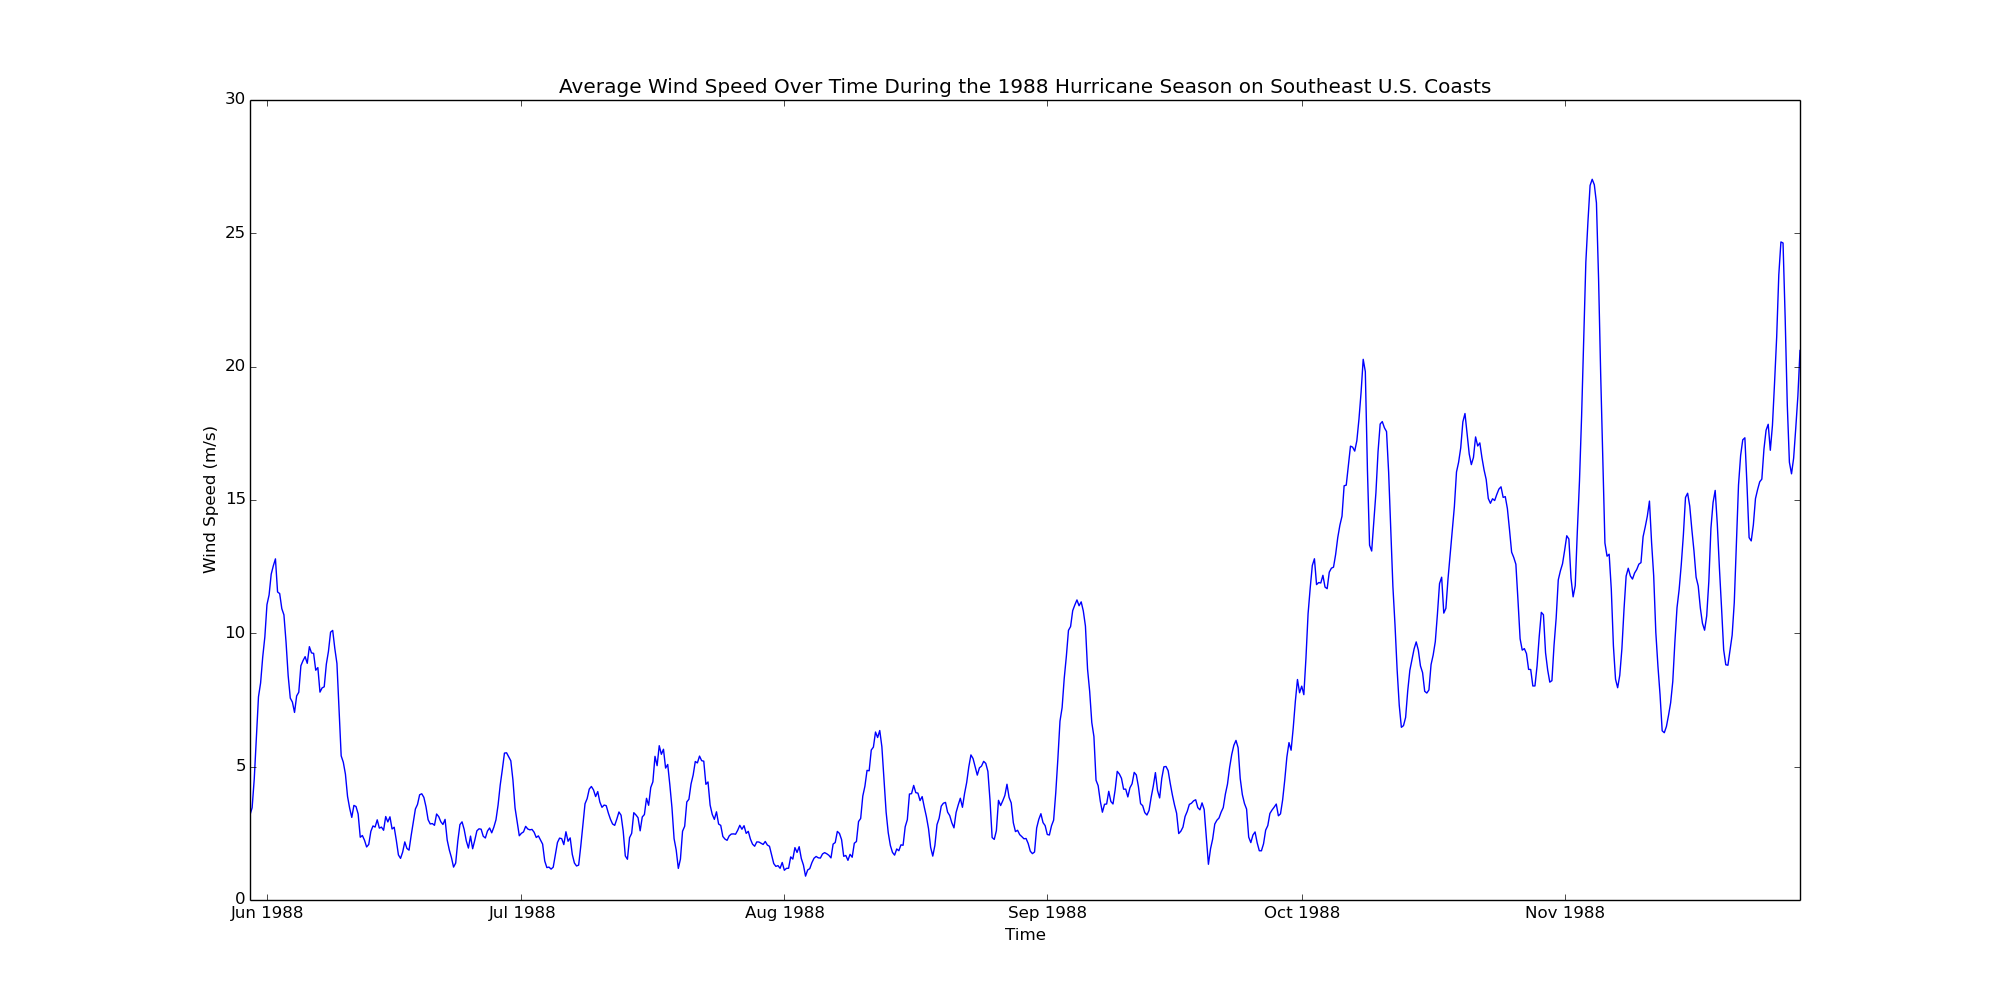 Average Wind Speed Over Time During the 1988 Hurricane Season on Southeast U.S. Coasts
30
25
20
15
10
5
0
Wind Speed (m/s)
Jun 1988
Jul 1988
Aug 1988
Sep 1988
Oct 1988
Nov 1988
Time